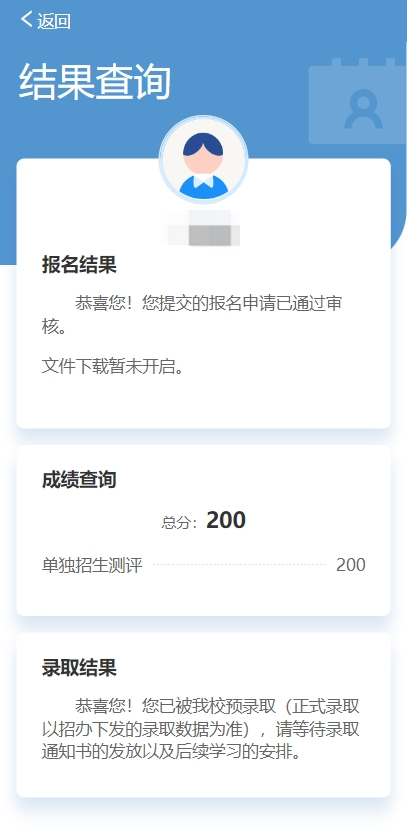 返回
结果查询
报名结果
恭喜您！您提交的报名申请已通过审
核。
文件下载暂未开启。
成绩查询
总分：200
单独招生测评 200
录取结果
恭喜您！您已被我校预录取（正式录取
以招办下发的录取数据为准），请等待录取
通知书的发放以及后续学习的安排。